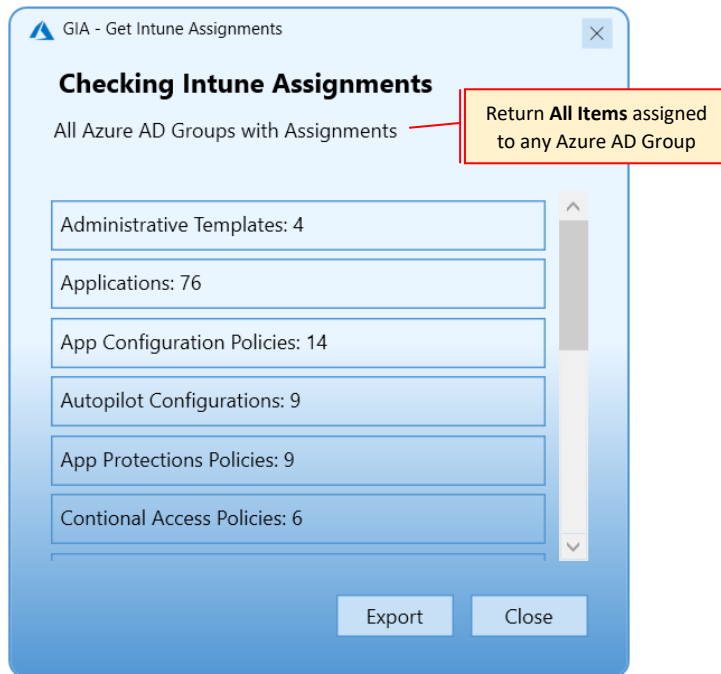 GIA - Get Intune Assignments
Checking Intune Assignments
All Azure AD Groups with Assignments
Return All Items assigned
to any Azure AD Group
Administrative Templates: 4
Applications: 76
App Configuration Policies: 14
Autopilot Configurations: 9
App Protections Policies: 9
Contional Access Policies: 6
Export
Close